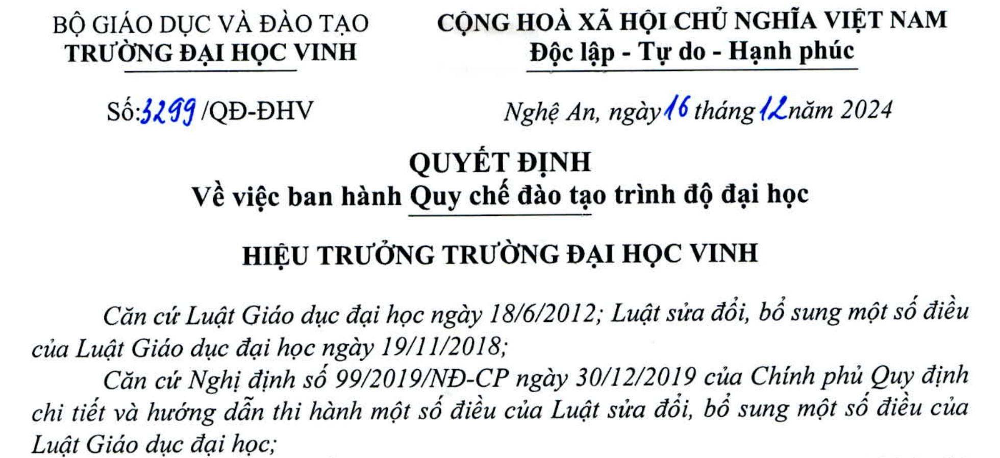 BỘ GIÁO DỤC VÀ ĐÀO TẠO
TRƯỜNG ĐẠI HỌC VINH
CỘNG HOÀ XÃ HỘI CHỦ NGHĨA VIỆT NAM
Độc lập - Tự do - Hạnh phúc
Số:3299/QĐ-ĐHV
Nghệ An, ngày 16 tháng 12 năm 2024
QUYẾT ĐỊNH
Về việc ban hành Quy chế đào tạo trình độ đại học
HIỆU TRƯỞNG TRƯỜNG ĐẠI HỌC VINH
Căn cứ Luật Giáo dục đại học ngày 18/6/2012; Luật sửa đổi, bổ sung một số điều
của Luật Giáo dục đại học ngày 19/11/2018;
Căn cứ Nghị định số 99/2019/NĐ-CP ngày 30/12/2019 của Chính phủ Quy định
chi tiết và hướng dẫn thi hành một số điều của Luật sửa đổi, bổ sung một số điều của
Luật Giáo dục đại học;